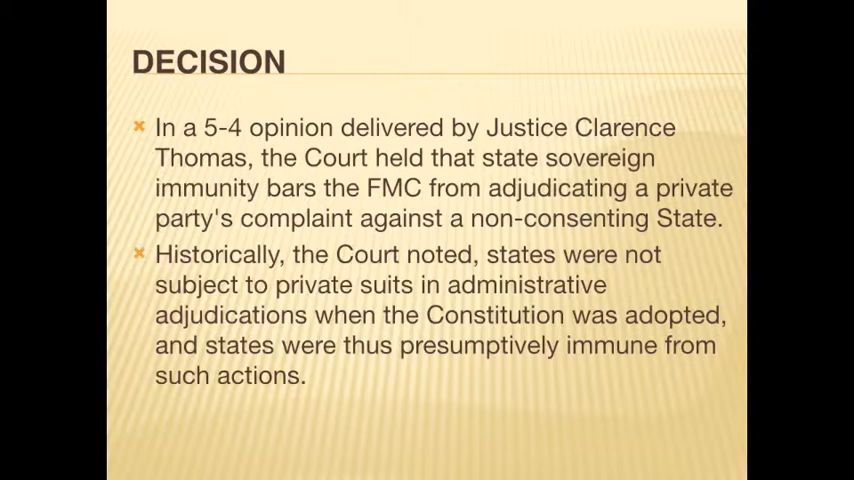 DECISION
In a 5-4 opinion delivered by Justice Clarence
Thomas, the Court held that state sovereign
immunity bars the FMC from adjudicating a private
party's complaint against a non-consenting State.
Historically, the Court noted, states were not
subject to private suits in administrative
adjudications when the Constitution was adopted,
and states were thus presumptively immune from
such actions.